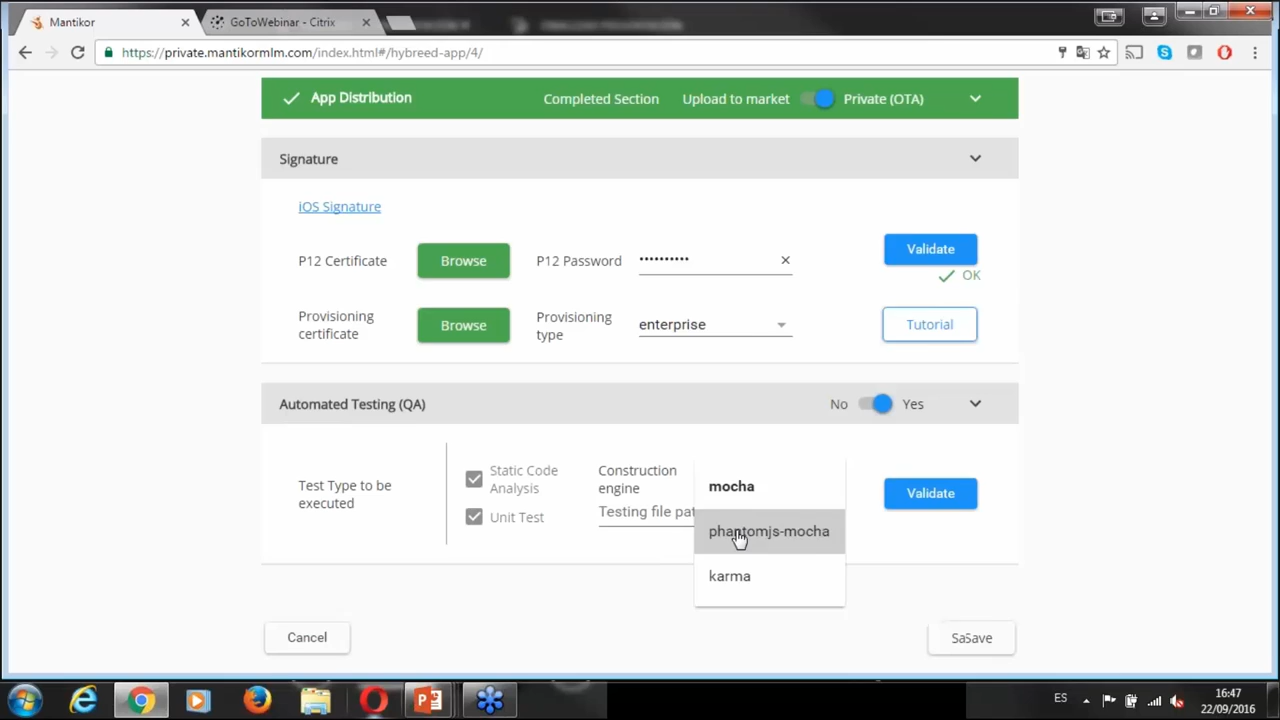 Mantikor
GoToWebinar - Citrix
https://private.mantikormlm.com/index.html#/hybreed-app/4/
App Distribution
Completed Section
Upload to market
Private (OTA)
Signature
iOS Signature
P12 Certificate
Browse
P12 Password
••••••••••
Validate
OK
Provisioning
certificate
Browse
Provisioning
type
enterprise
Tutorial
Automated Testing (QA)
No
Yes
Test Type to be
executed
Static Code
Analysis
Unit Test
Construction
engine
Testing file pat
mocha
phantomjs-mocha
karma
Validate
Cancel
SaSave
ES
16:47
22/09/2016